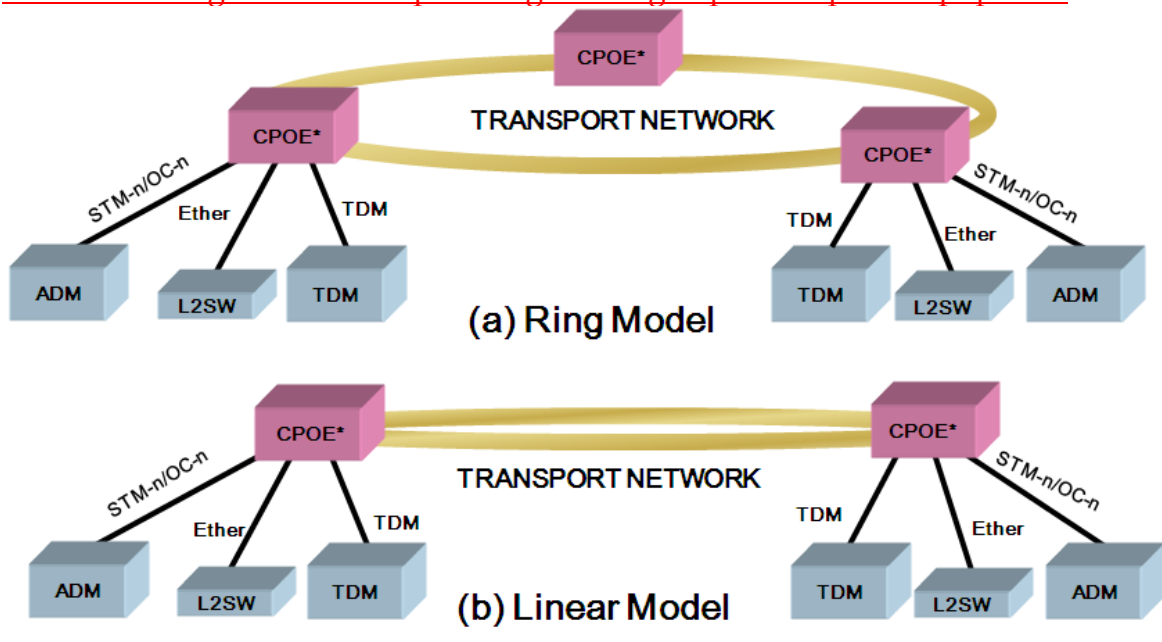 CPOE*
TRANSPORT NETWORK
CPOE*
CPOE*
STM-n/OC-n
Ether
TDM
TDM
Ether
STM-n/OC-n
ADM
L2SW
TDM
TDM
L2SW
ADM
(a) Ring Model
CPOE*
CPOE*
TRANSPORT NETWORK
STM-n/OC-n
Ether
TDM
TDM
Ether
STM-n/OC-n
ADM
L2SW
TDM
TDM
L2SW
ADM
(b) Linear Model